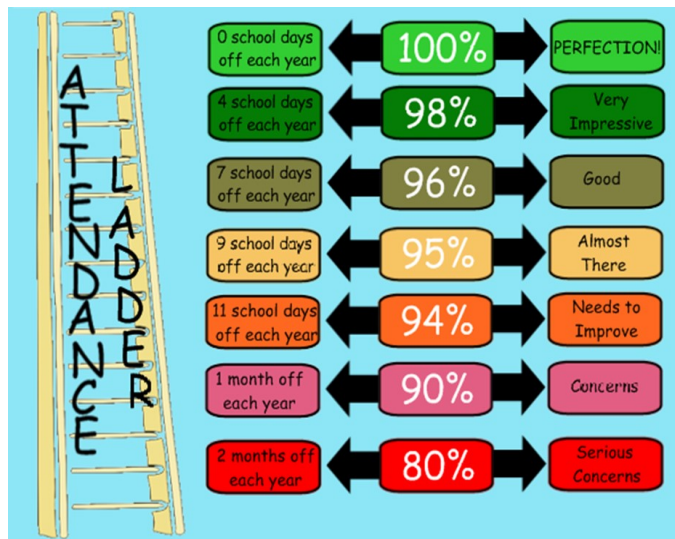 ATTENDANCE
LADDER
0 school days
off each year
100%
PERFECTION!
4 school days
off each year
98%
Very
Impressive
7 school days
off each year
96%
Good
9 school days
off each year
95%
Almost
There
11 school days
off each year
94%
Needs to
Improve
1 month off
each year
90%
Concerns
2 months off
each year
80%
Serious
Concerns